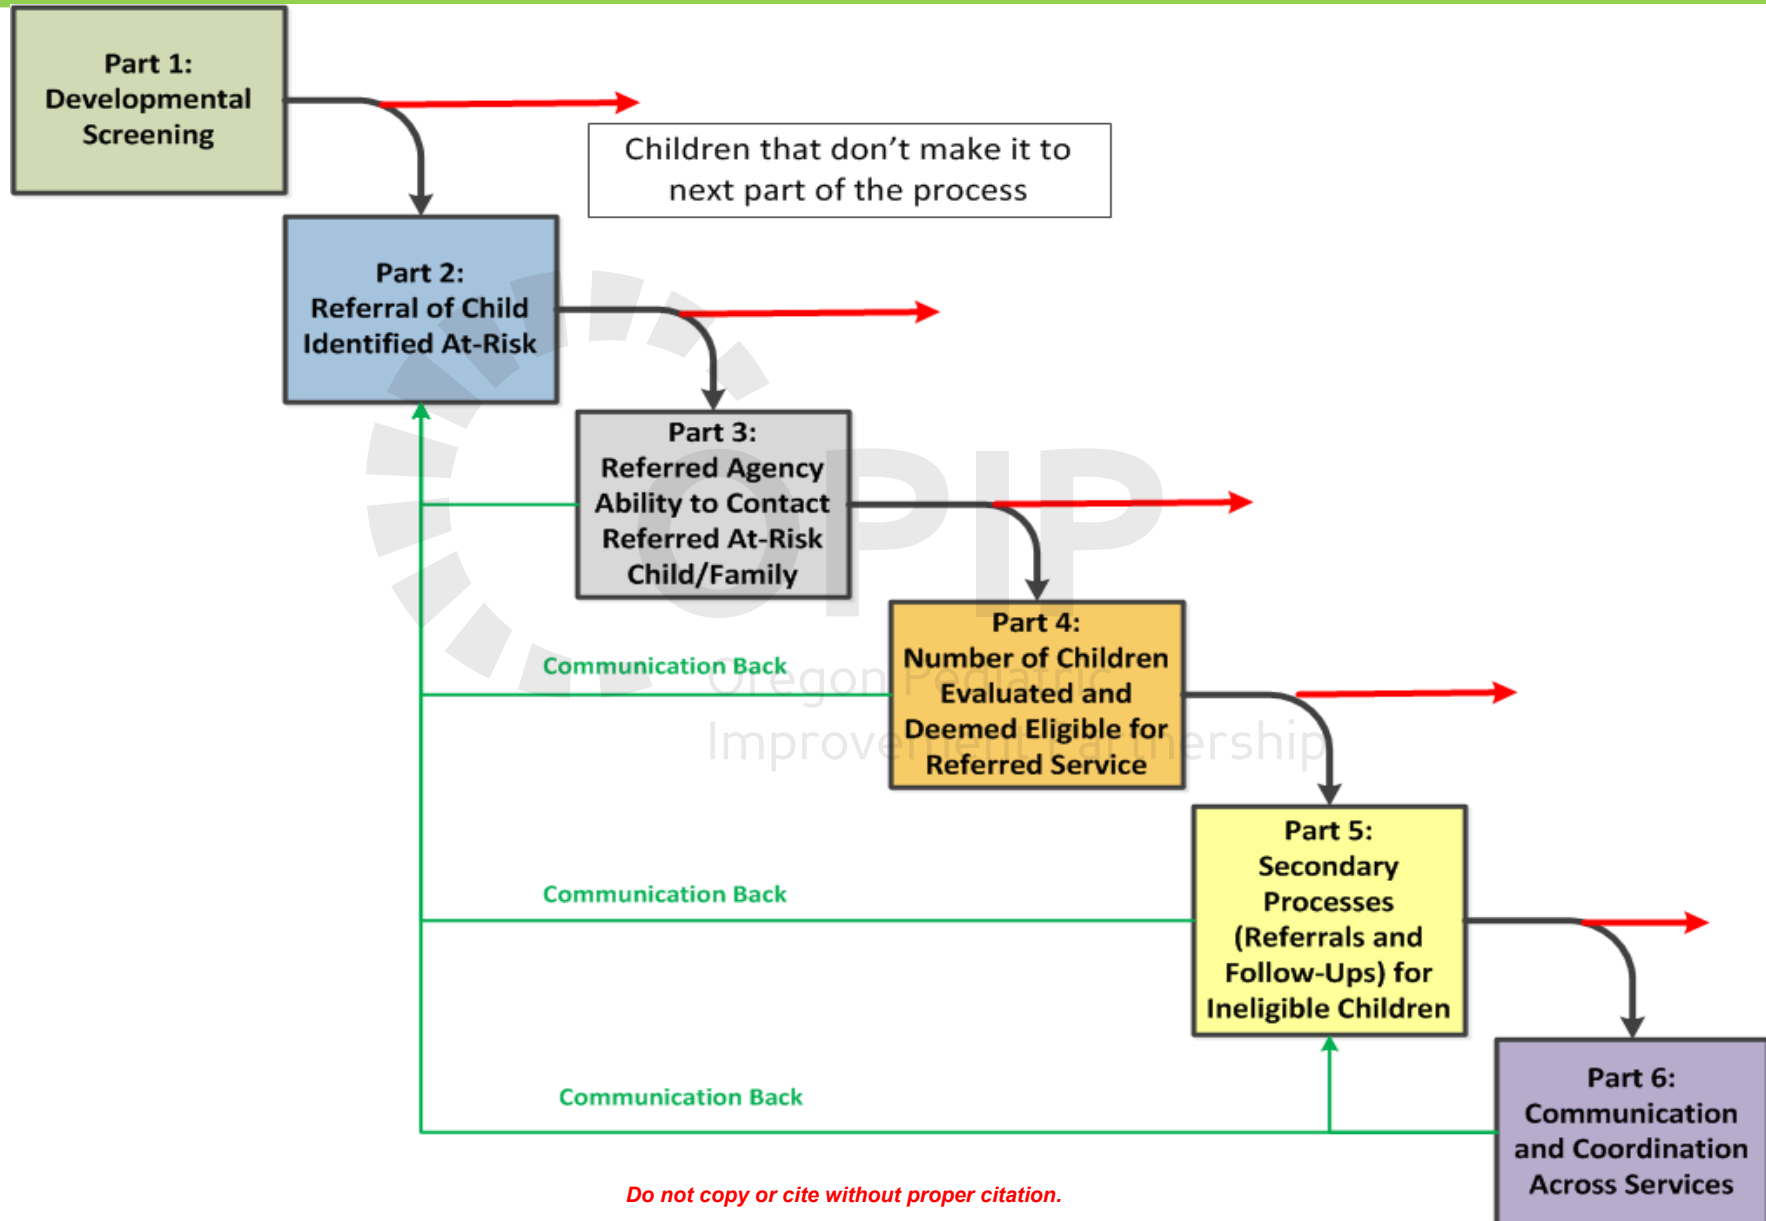 Part 1:
Developmental
Screening
Children that don't make it to
next part of the process
Part 2:
Referral of Child
Identified At-Risk
Part 3:
Referred Agency
Ability to Contact
Referred At-Risk
Child/Family
OPIP
Oregon Pediatric
Improvement Partnership
Part 4:
Number of Children
Evaluated and
Deemed Eligible for
Referred Service
Communication Back
Part 5:
Secondary
Processes
(Referrals and
Follow-Ups) for
Ineligible Children
Communication Back
Part 6:
Communication
and Coordination
Across Services
Communication Back
Do not copy or cite without proper citation.